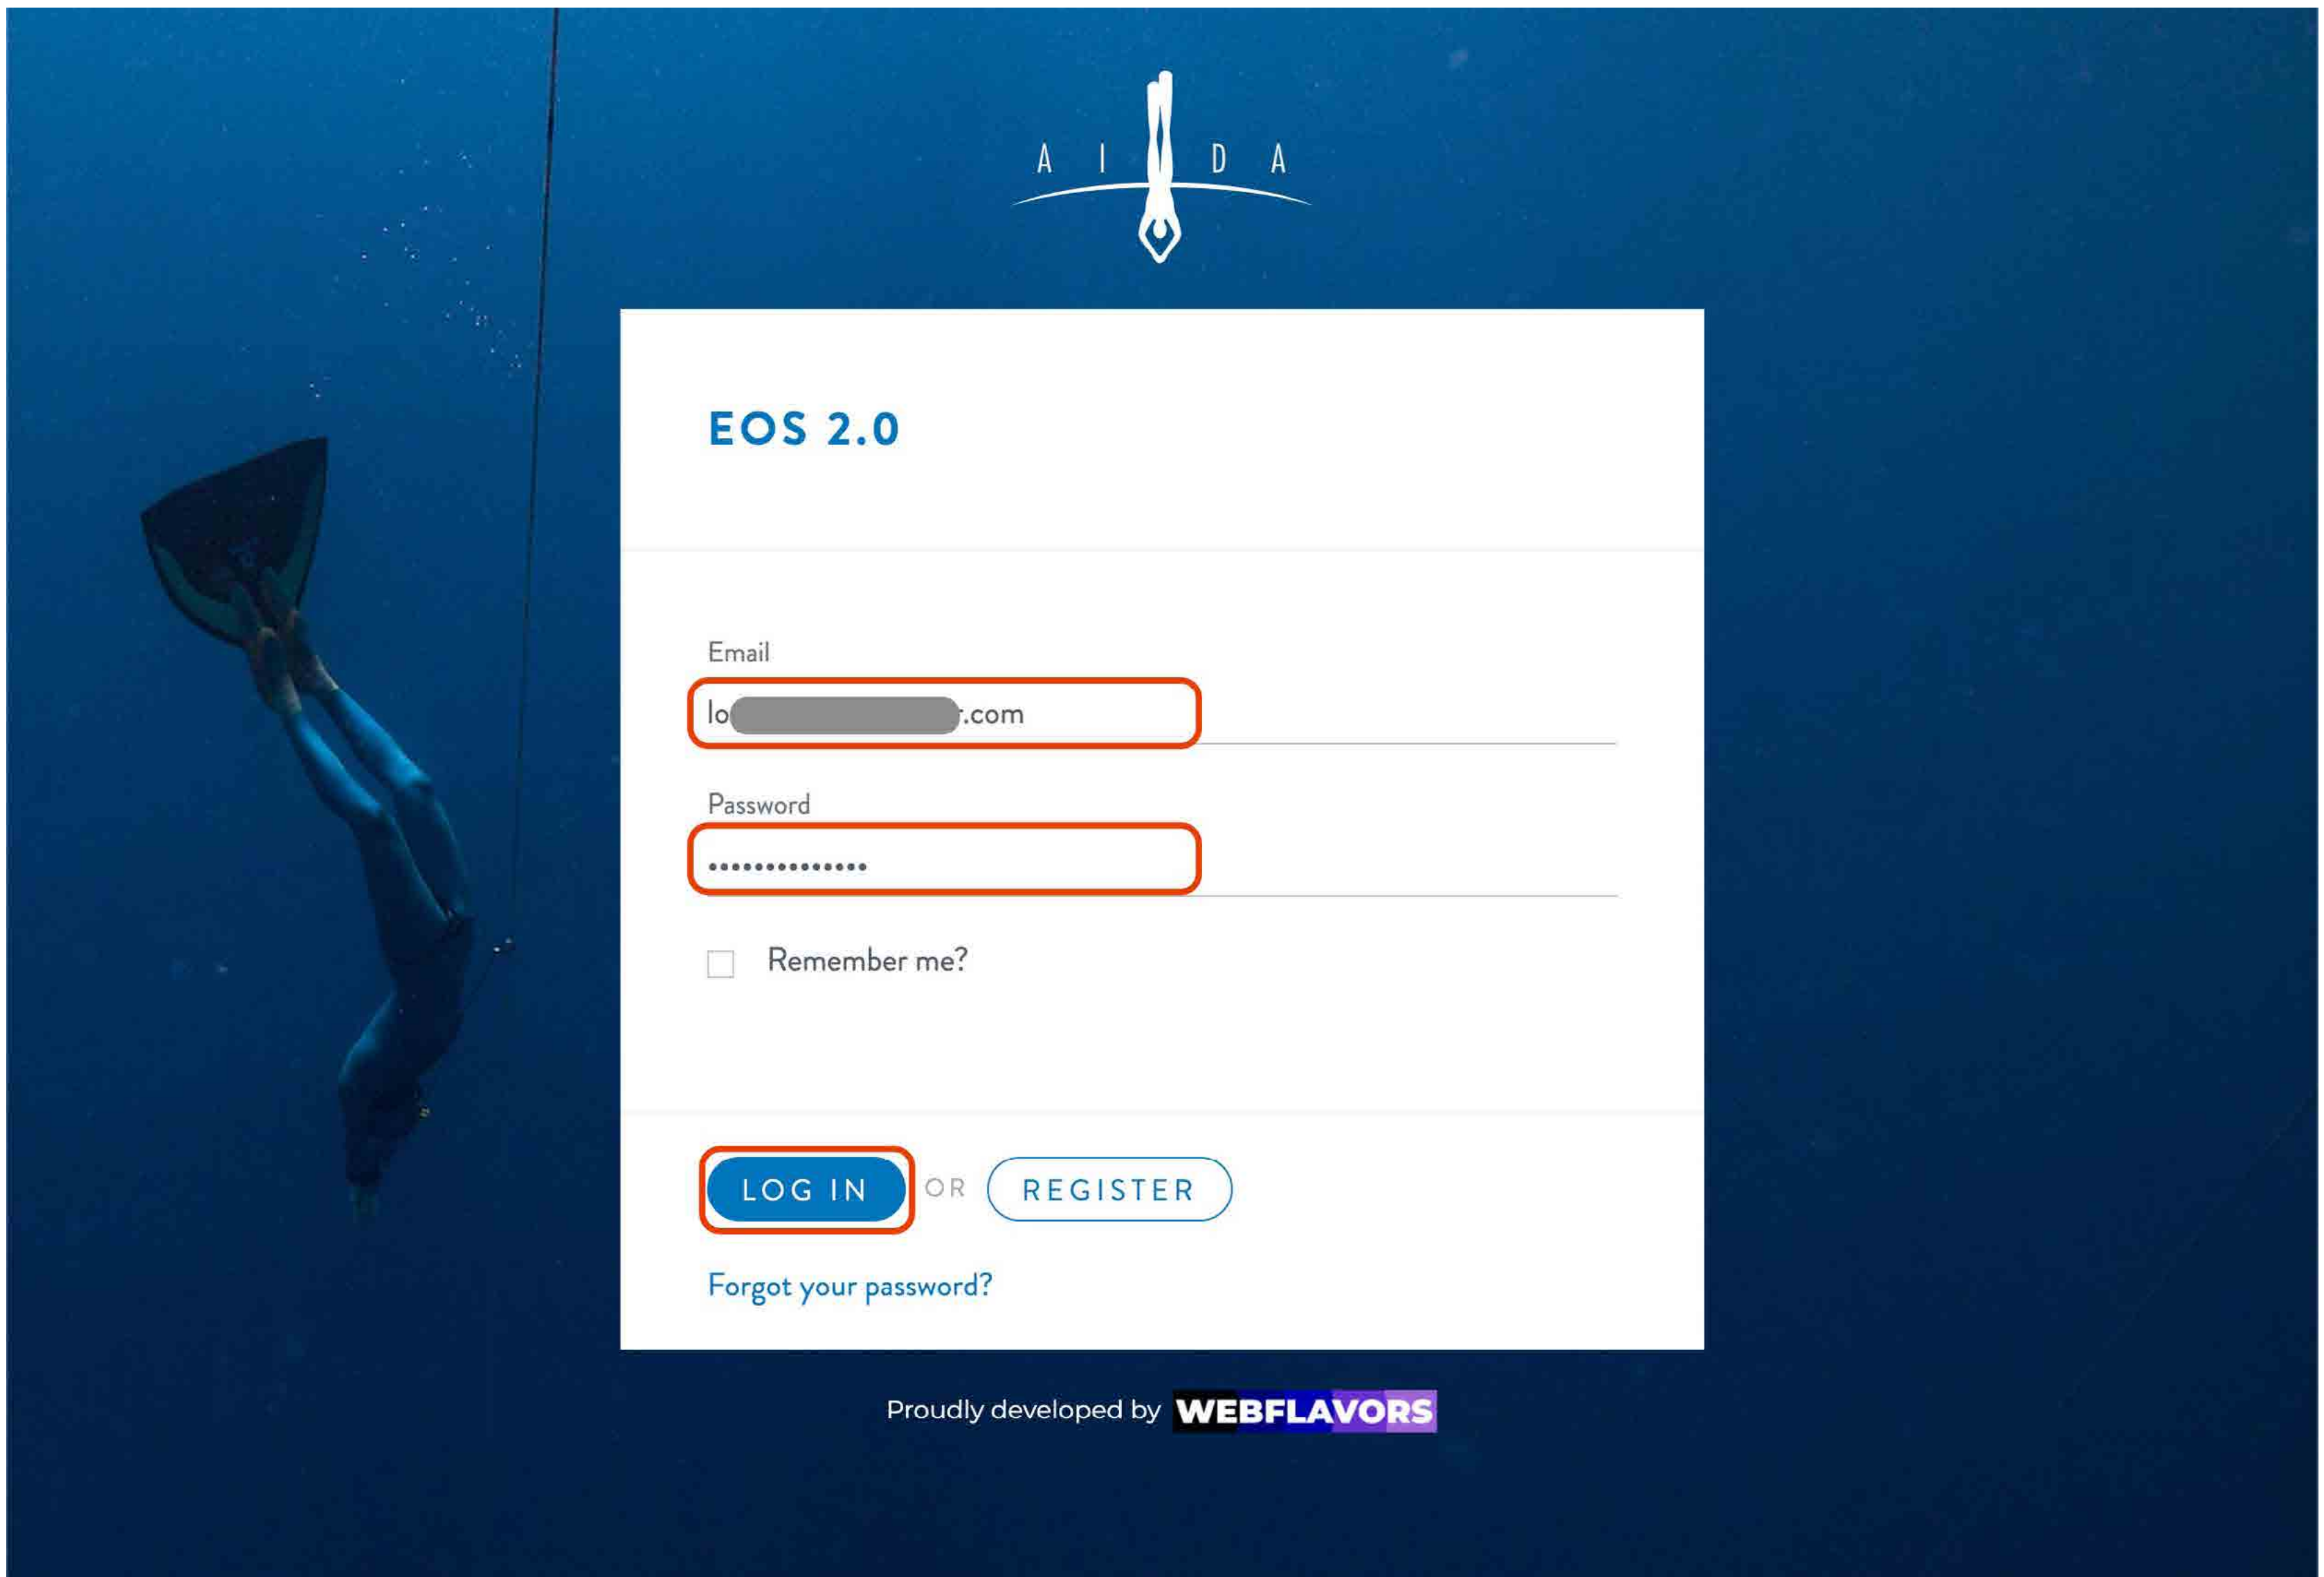 A I D A
EOS 2.0
Email
lo .com
Password
Remember me?
LOG IN OR REGISTER
Forgot your password?
Proudly developed by WEBFLAVORS